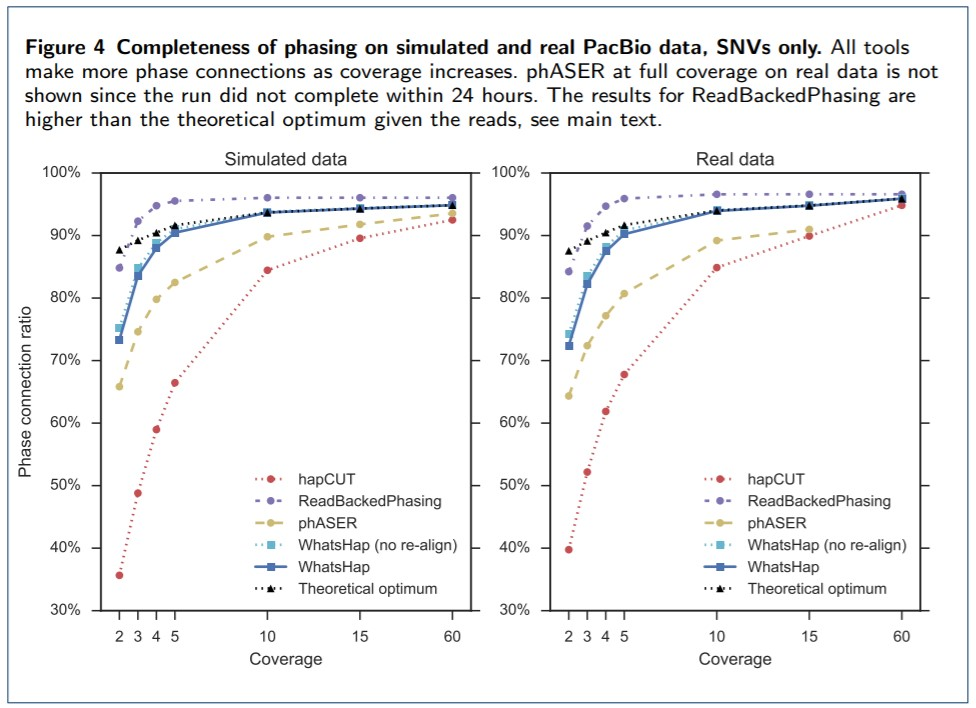 Figure 4 Completeness of phasing on simulated and real PacBio data, SNVs only. All tools
make more phase connections as coverage increases. phASER at full coverage on real data is not
shown since the run did not complete within 24 hours. The results for ReadBackedPhasing are
higher than the theoretical optimum given the reads, see main text.
Simulated data
100%
90%
80%
70%
60%
50%
40%
30%
Phase connection ratio
hapCUT
ReadBackedPhasing
phASER
WhatsHap (no re-align)
WhatsHap
Theoretical optimum
2 3 4 5 10 15 60
Coverage
Real data
100%
90%
80%
70%
60%
50%
40%
30%
hapCUT
ReadBackedPhasing
phASER
WhatsHap (no re-align)
WhatsHap
Theoretical optimum
2 3 4 5 10 15 60
Coverage